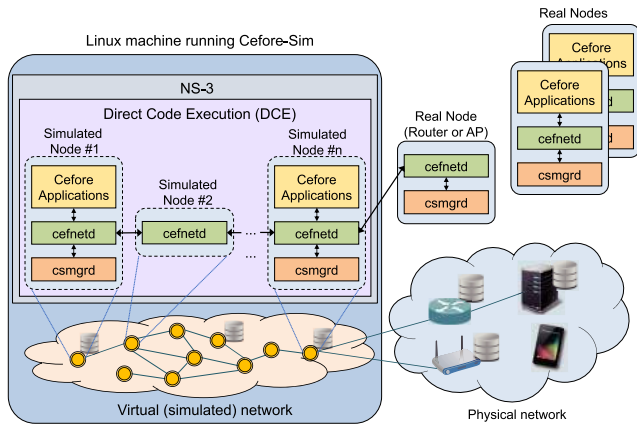 Linux machine running Cefore-Sim
NS-3
Direct Code Execution (DCE)
Simulated
Node #1
Cefore
Applications
cefnetd
csmgrd
Simulated
Node #2
cefnetd
...
...
Simulated
Node #n
Cefore
Applications
cefnetd
csmgrd
Virtual (simulated) network
Real Node
(Router or AP)
cefnetd
csmgrd
Real Nodes
Cefore
Applications
cefnetd
csmgrd
Cefore
Applications
d
d
Physical network